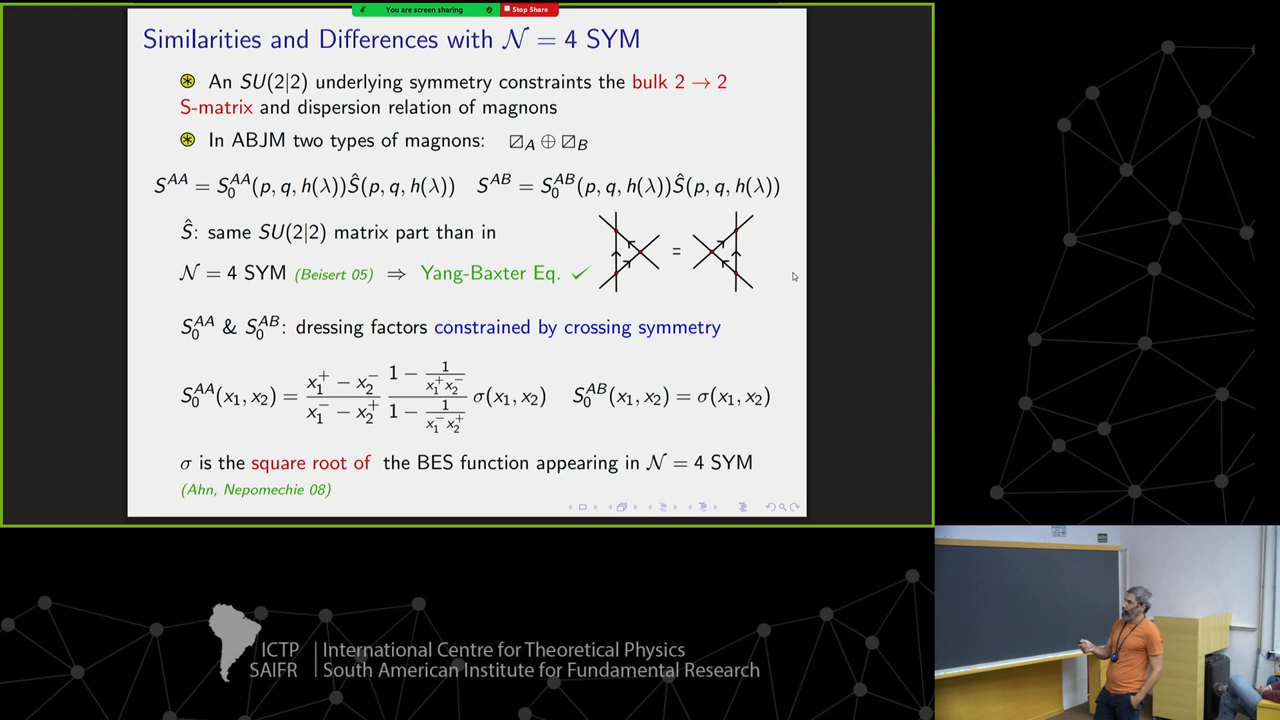 You are screen sharing
Stop Share
Similarities and Differences with 𝒩 = 4 SYM
⊛ An SU(2|2) underlying symmetry constraints the bulk 2 → 2
S-matrix and dispersion relation of magnons
⊛ In ABJM two types of magnons: ⧄_A ⊕ ⧄_B
S^{AA} = S_0^{AA}(p, q, h(λ))Ŝ(p, q, h(λ)) S^{AB} = S_0^{AB}(p, q, h(λ))Ŝ(p, q, h(λ))
Ŝ: same SU(2|2) matrix part than in
𝒩 = 4 SYM (Beisert 05) ⇒ Yang-Baxter Eq. ✓
=
S_0^{AA} & S_0^{AB}: dressing factors constrained by crossing symmetry
S_0^{AA}(x_1, x_2) = \frac{x_1^+ - x_2^-}{x_1^- - x_2^+} \frac{1 - \frac{1}{x_1^+ x_2^-}}{1 - \frac{1}{x_1^- x_2^+}} σ(x_1, x_2) S_0^{AB}(x_1, x_2) = σ(x_1, x_2)
σ is the square root of the BES function appearing in 𝒩 = 4 SYM
(Ahn, Nepomechie 08)
ICTP
SAIFR
International Centre for Theoretical Physics
South American Institute for Fundamental Research